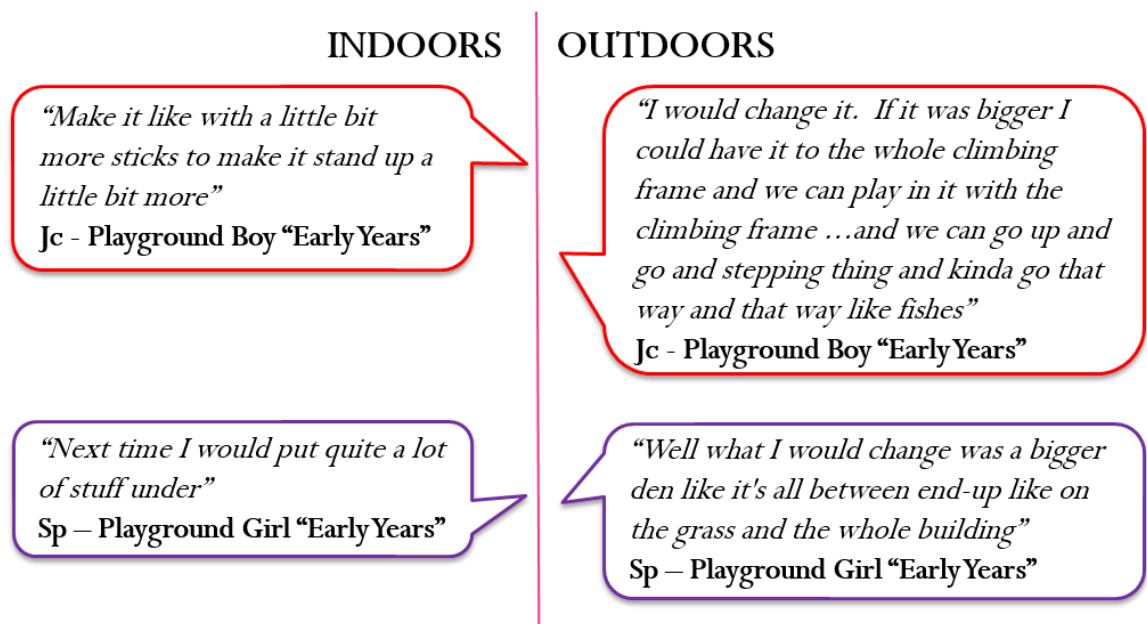 INDOORS
OUTDOORS
“Make it like with a little bit
more sticks to make it stand up a
little bit more”
Jc - Playground Boy “Early Years”
“I would change it.  If it was bigger I
could have it to the whole climbing
frame and we can play in it with the
climbing frame …and we can go up and
go and stepping thing and kinda go that
way and that way like fishes”
Jc - Playground Boy “Early Years”
“Next time I would put quite a lot
of stuff under”
Sp – Playground Girl “Early Years”
“Well what I would change was a bigger
den like it's all between end-up like on
the grass and the whole building”
Sp – Playground Girl “Early Years”